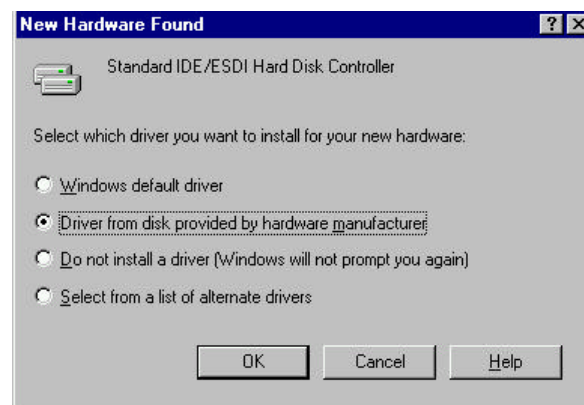 New Hardware Found
Standard IDE/ESDI Hard Disk Controller
Select which driver you want to install for your new hardware:
Windows default driver
Driver from disk provided by hardware manufacturer
Do not install a driver (Windows will not prompt you again)
Select from a list of alternate drivers
OK Cancel Help